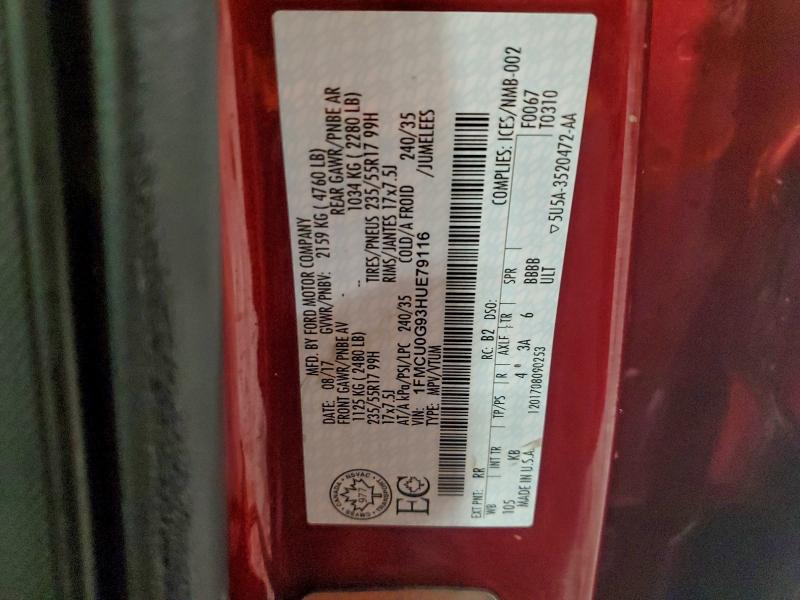 MFD. BY FORD MOTOR COMPANY
DATE: 08/17 GVWR/PNBV: 2159 KG ( 4760 LB)
FRONT GAWR/PNBE AV REAR GAWR/PNBE AR
1125 KG ( 2480 LB) 1034 KG ( 2280 LB)
235/55R17 99H TIRES/PNEUS 235/55R17 99H
17x7.5J RIMS/JANTES 17x7.5J
AT/A kPa/PSI/LPC 240/35 COLD/A FROID 240/35
VIN: 1FMCU0G93HUE79116 /JUMELEES
TYPE: MPV/VTUM
CANADA
977
EC
EXT PNT: RR RC: B2 DSO: COMPLIES: ICES/NMB-002
WB INT TR TP/PS R AXLE TR SPR F0067
105 KB 4 3A 6 BBBB T0310
ULT
MADE IN U.S.A. 1201708090253 ▽5U5A-3520472-AA